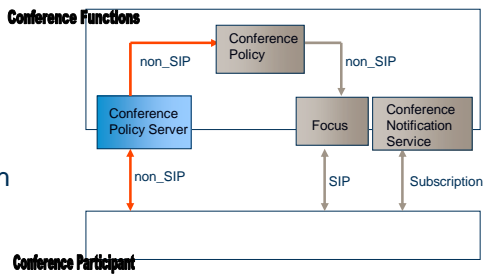 Conference Functions
Conference
Policy
non_SIP
non_SIP
Conference
Policy Server
Focus
Conference
Notification
Service
non_SIP
SIP
Subscription
Conference Participant